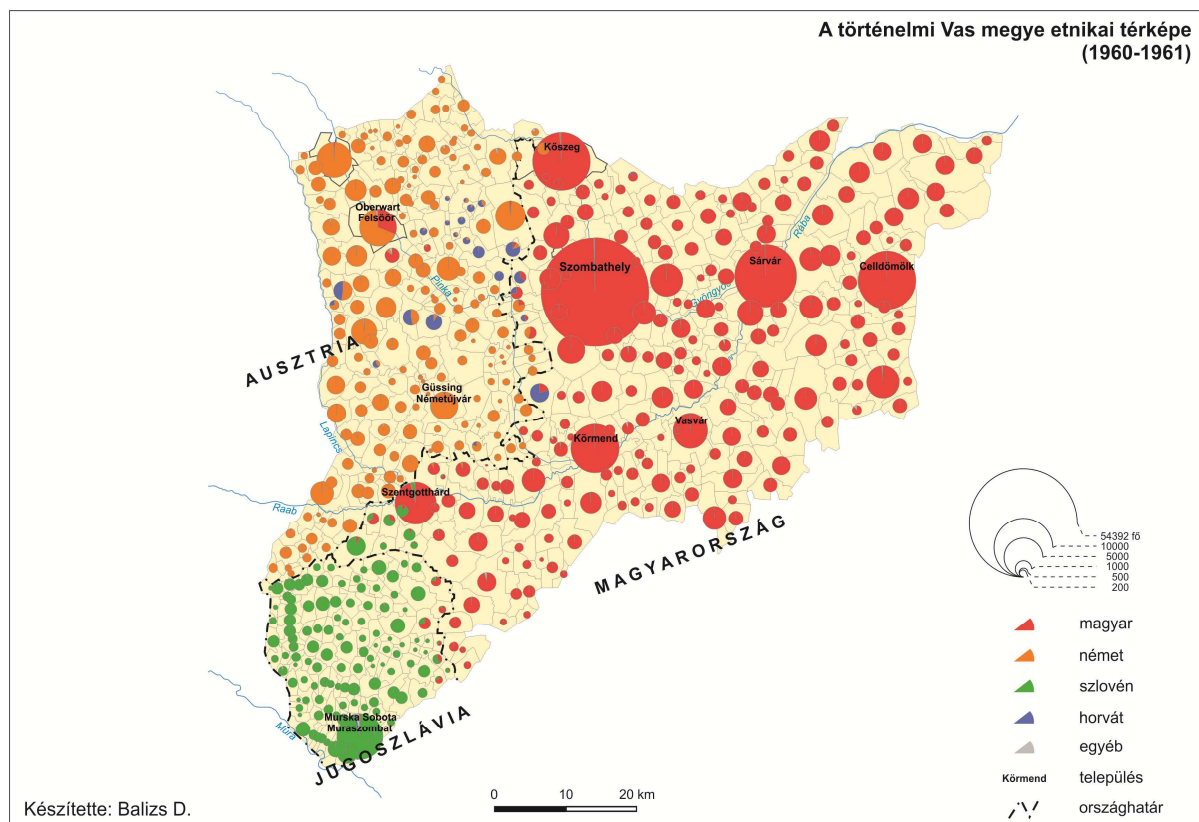 A történelmi Vas megye etnikai térképe
(1960-1961)
Kőszeg
Oberwart
Felsőőr
Rába
Szombathely
Sárvár
Celldömölk
Pinka
Gyöngyös
AUSZTRIA
Güssing
Németújvár
Vasvár
Körmend
Lapincs
Szentgotthárd
Raab
MAGYARORSZÁG
54392 fő
10000
5000
1000
500
200
magyar
német
szlovén
horvát
egyéb
Körmend település
országhatár
Murska Sobota
Muraszombat
Mura
JUGOSZLÁVIA
0 10 20 km
Készítette: Balizs D.